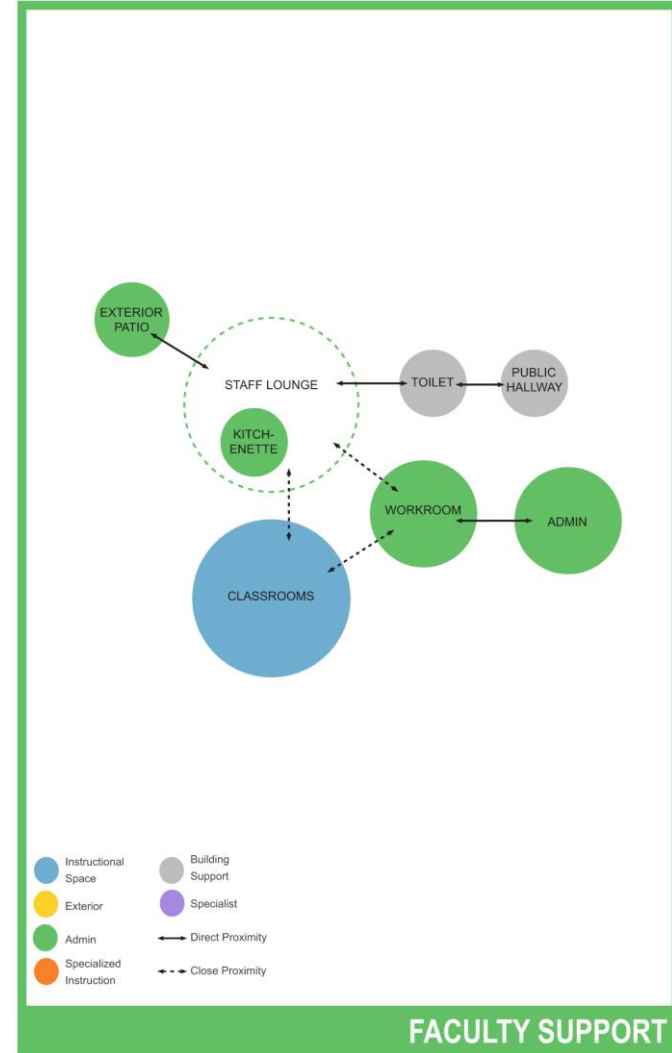 EXTERIOR
PATIO
STAFF LOUNGE
TOILET
PUBLIC
HALLWAY
KITCH-
ENETTE
WORKROOM
ADMIN
CLASSROOMS
Instructional
Space
Exterior
Admin
Specialized
Instruction
Building
Support
Specialist
Direct Proximity
Close Proximity
FACULTY SUPPORT